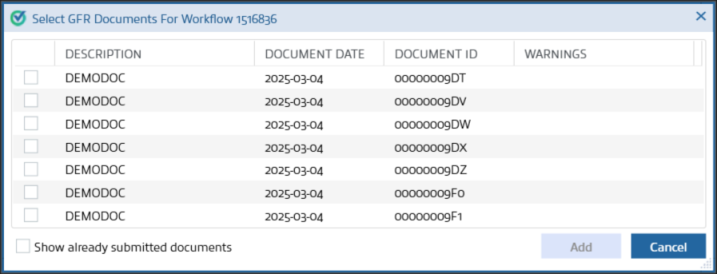 Select GFR Documents For Workflow 1516836
DESCRIPTION DOCUMENT DATE DOCUMENT ID WARNINGS
DEMODOC 2025-03-04 00000009DT
DEMODOC 2025-03-04 00000009DV
DEMODOC 2025-03-04 00000009DW
DEMODOC 2025-03-04 00000009DX
DEMODOC 2025-03-04 00000009DZ
DEMODOC 2025-03-04 00000009F0
DEMODOC 2025-03-04 00000009F1
Show already submitted documents Add Cancel